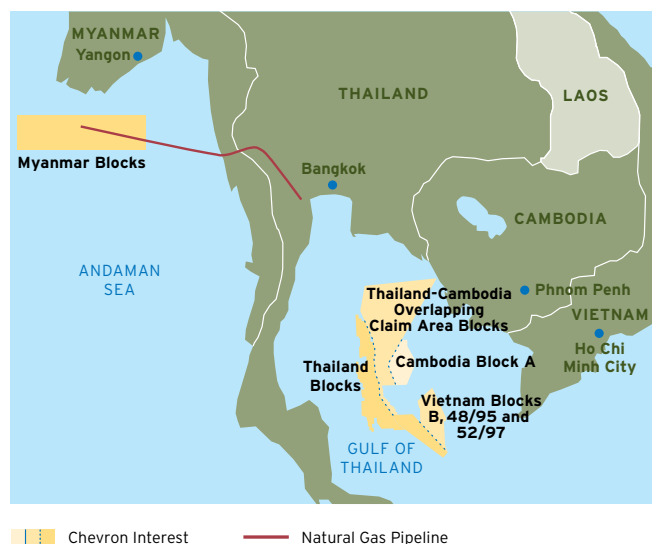 MYANMAR
Yangon
THAILAND
LAOS
Myanmar Blocks
Bangkok
CAMBODIA
ANDAMAN
SEA
Thailand-Cambodia
Overlapping
Claim Area Blocks
Phnom Penh
VIETNAM
Ho Chi
Minh City
Thailand
Blocks
Cambodia Block A
Vietnam Blocks
B, 48/95 and
52/97
GULF OF
THAILAND
Chevron Interest
Natural Gas Pipeline